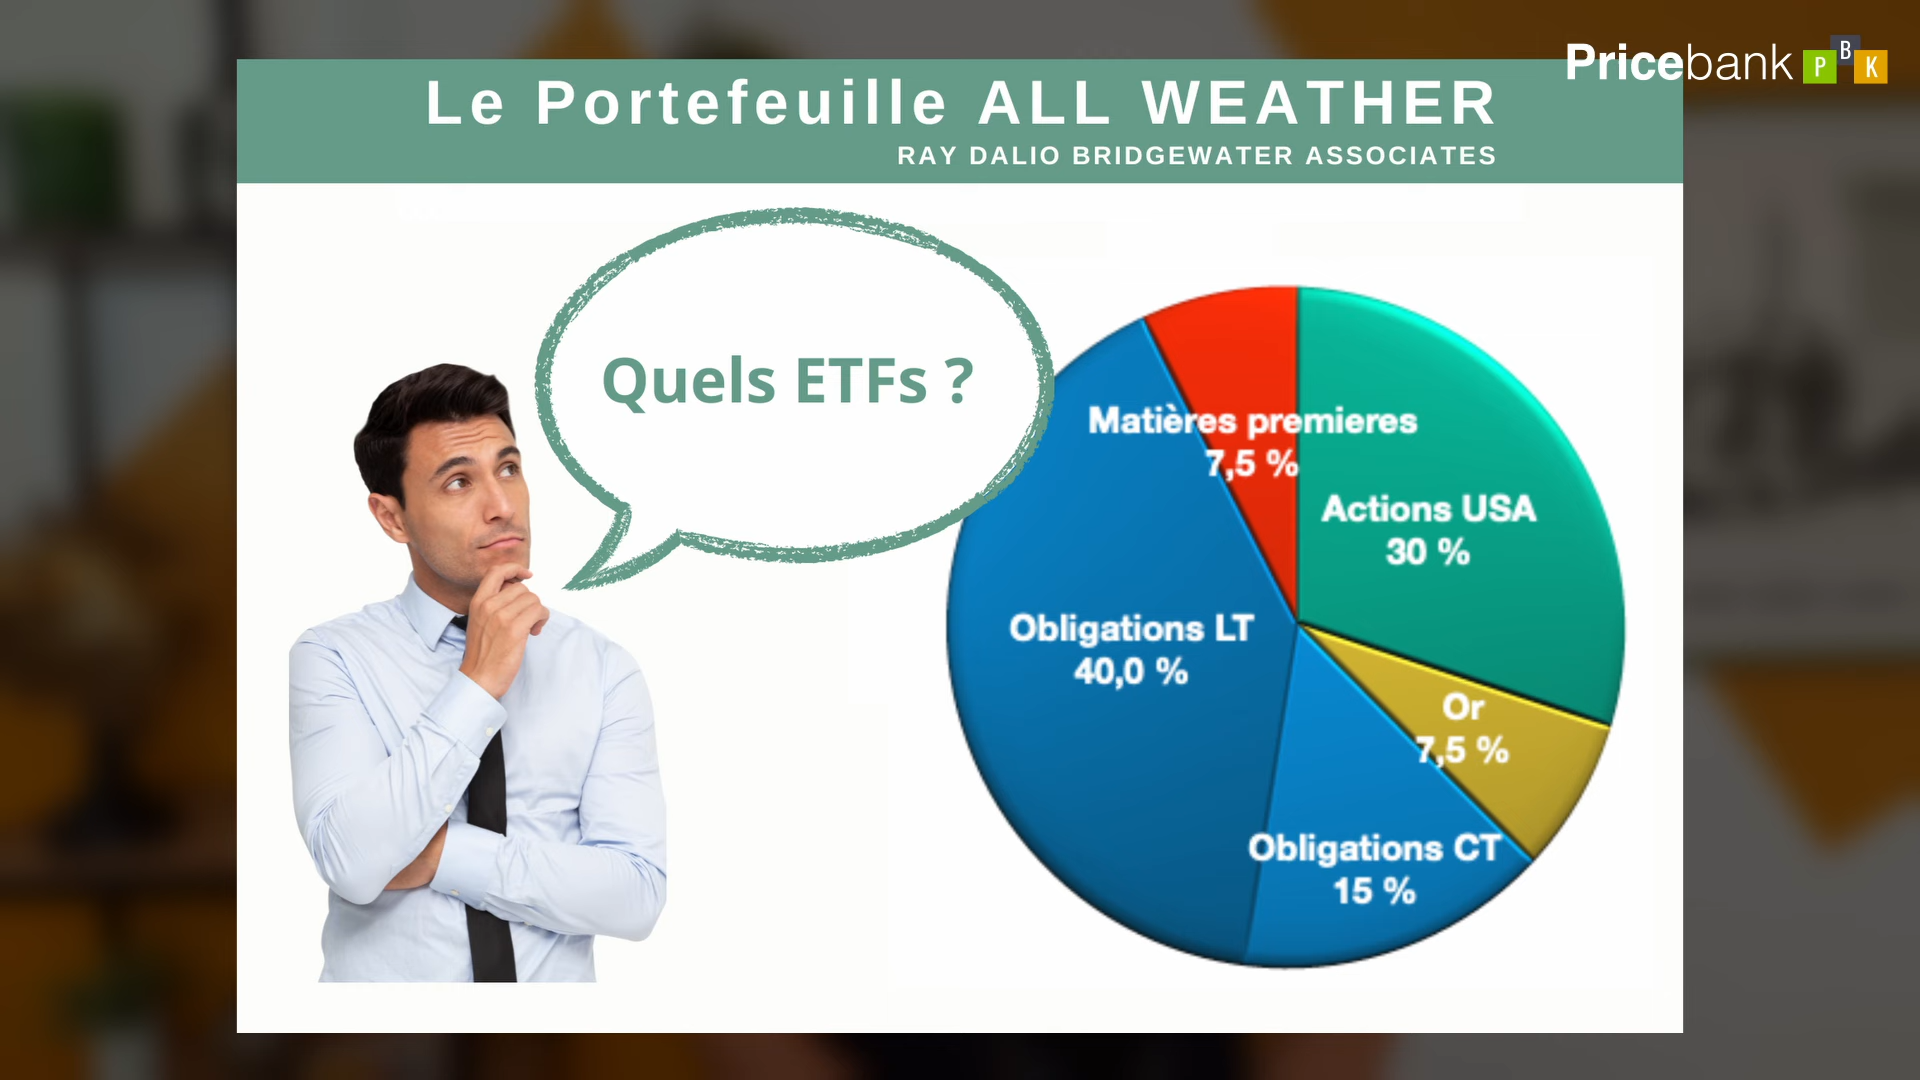 Pricebank P B K
Le Portefeuille ALL WEATHER
RAY DALIO BRIDGEWATER ASSOCIATES
Quels ETFs ?
Matières premieres
7,5 %
Actions USA
30 %
Obligations LT
40,0 %
Or
7,5 %
Obligations CT
15 %